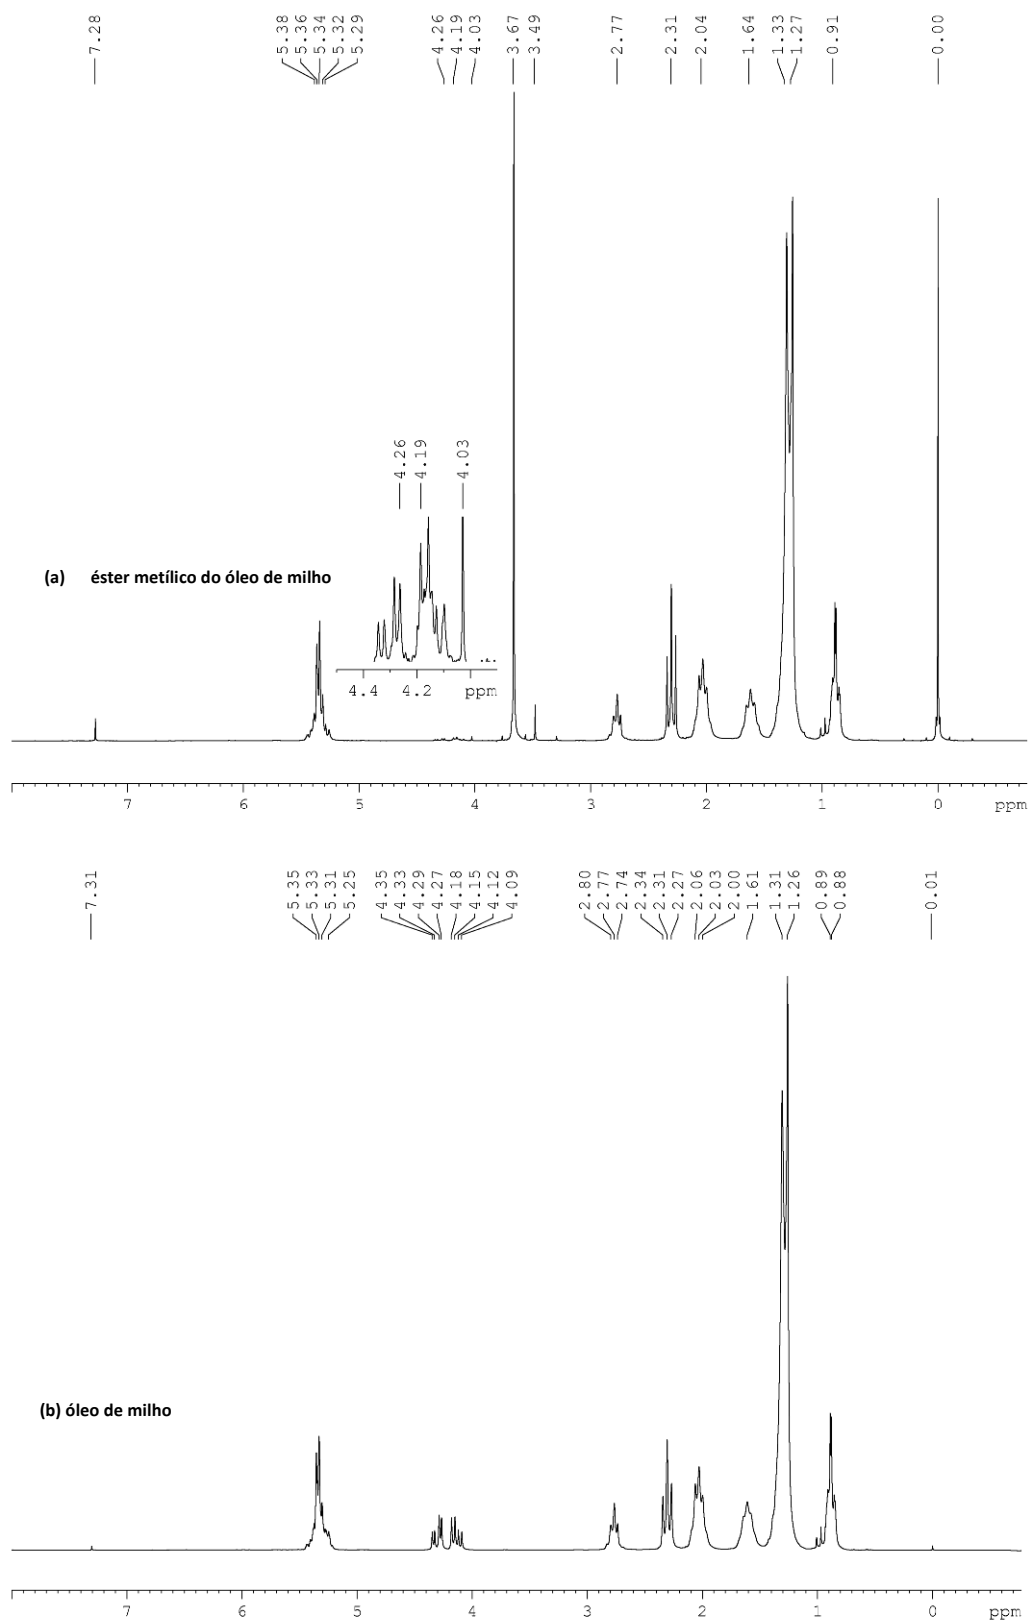 7.28 5.38 5.36 5.34 5.32 5.29 4.26 4.19 4.03 3.67 3.49 2.77 2.31 2.04 1.64 1.33 1.27 0.91 0.00
4.26 4.19 4.03
(a) éster metílico do óleo de milho
4.4 4.2 ppm
7 6 5 4 3 2 1 0 ppm
7.31 5.35 5.33 5.31 5.25 4.35 4.33 4.29 4.27 4.18 4.15 4.12 4.09 2.80 2.77 2.74 2.34 2.31 2.27 2.06 2.03 2.00 1.61 1.31 1.26 0.89 0.88 0.01
(b) óleo de milho
7 6 5 4 3 2 1 0 ppm